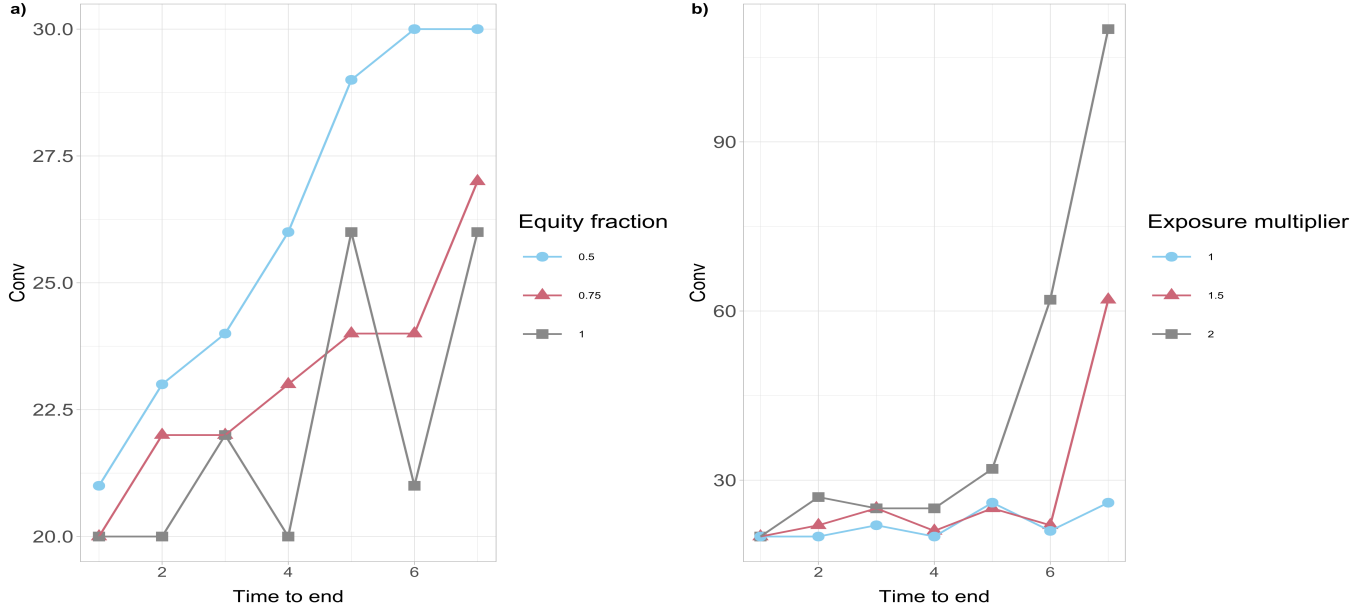 a)
30.0
27.5
25.0
22.5
20.0
Conv
2 4 6
Time to end
Equity fraction
0.5
0.75
1
b)
90
60
30
Conv
2 4 6
Time to end
Exposure multiplier
1
1.5
2